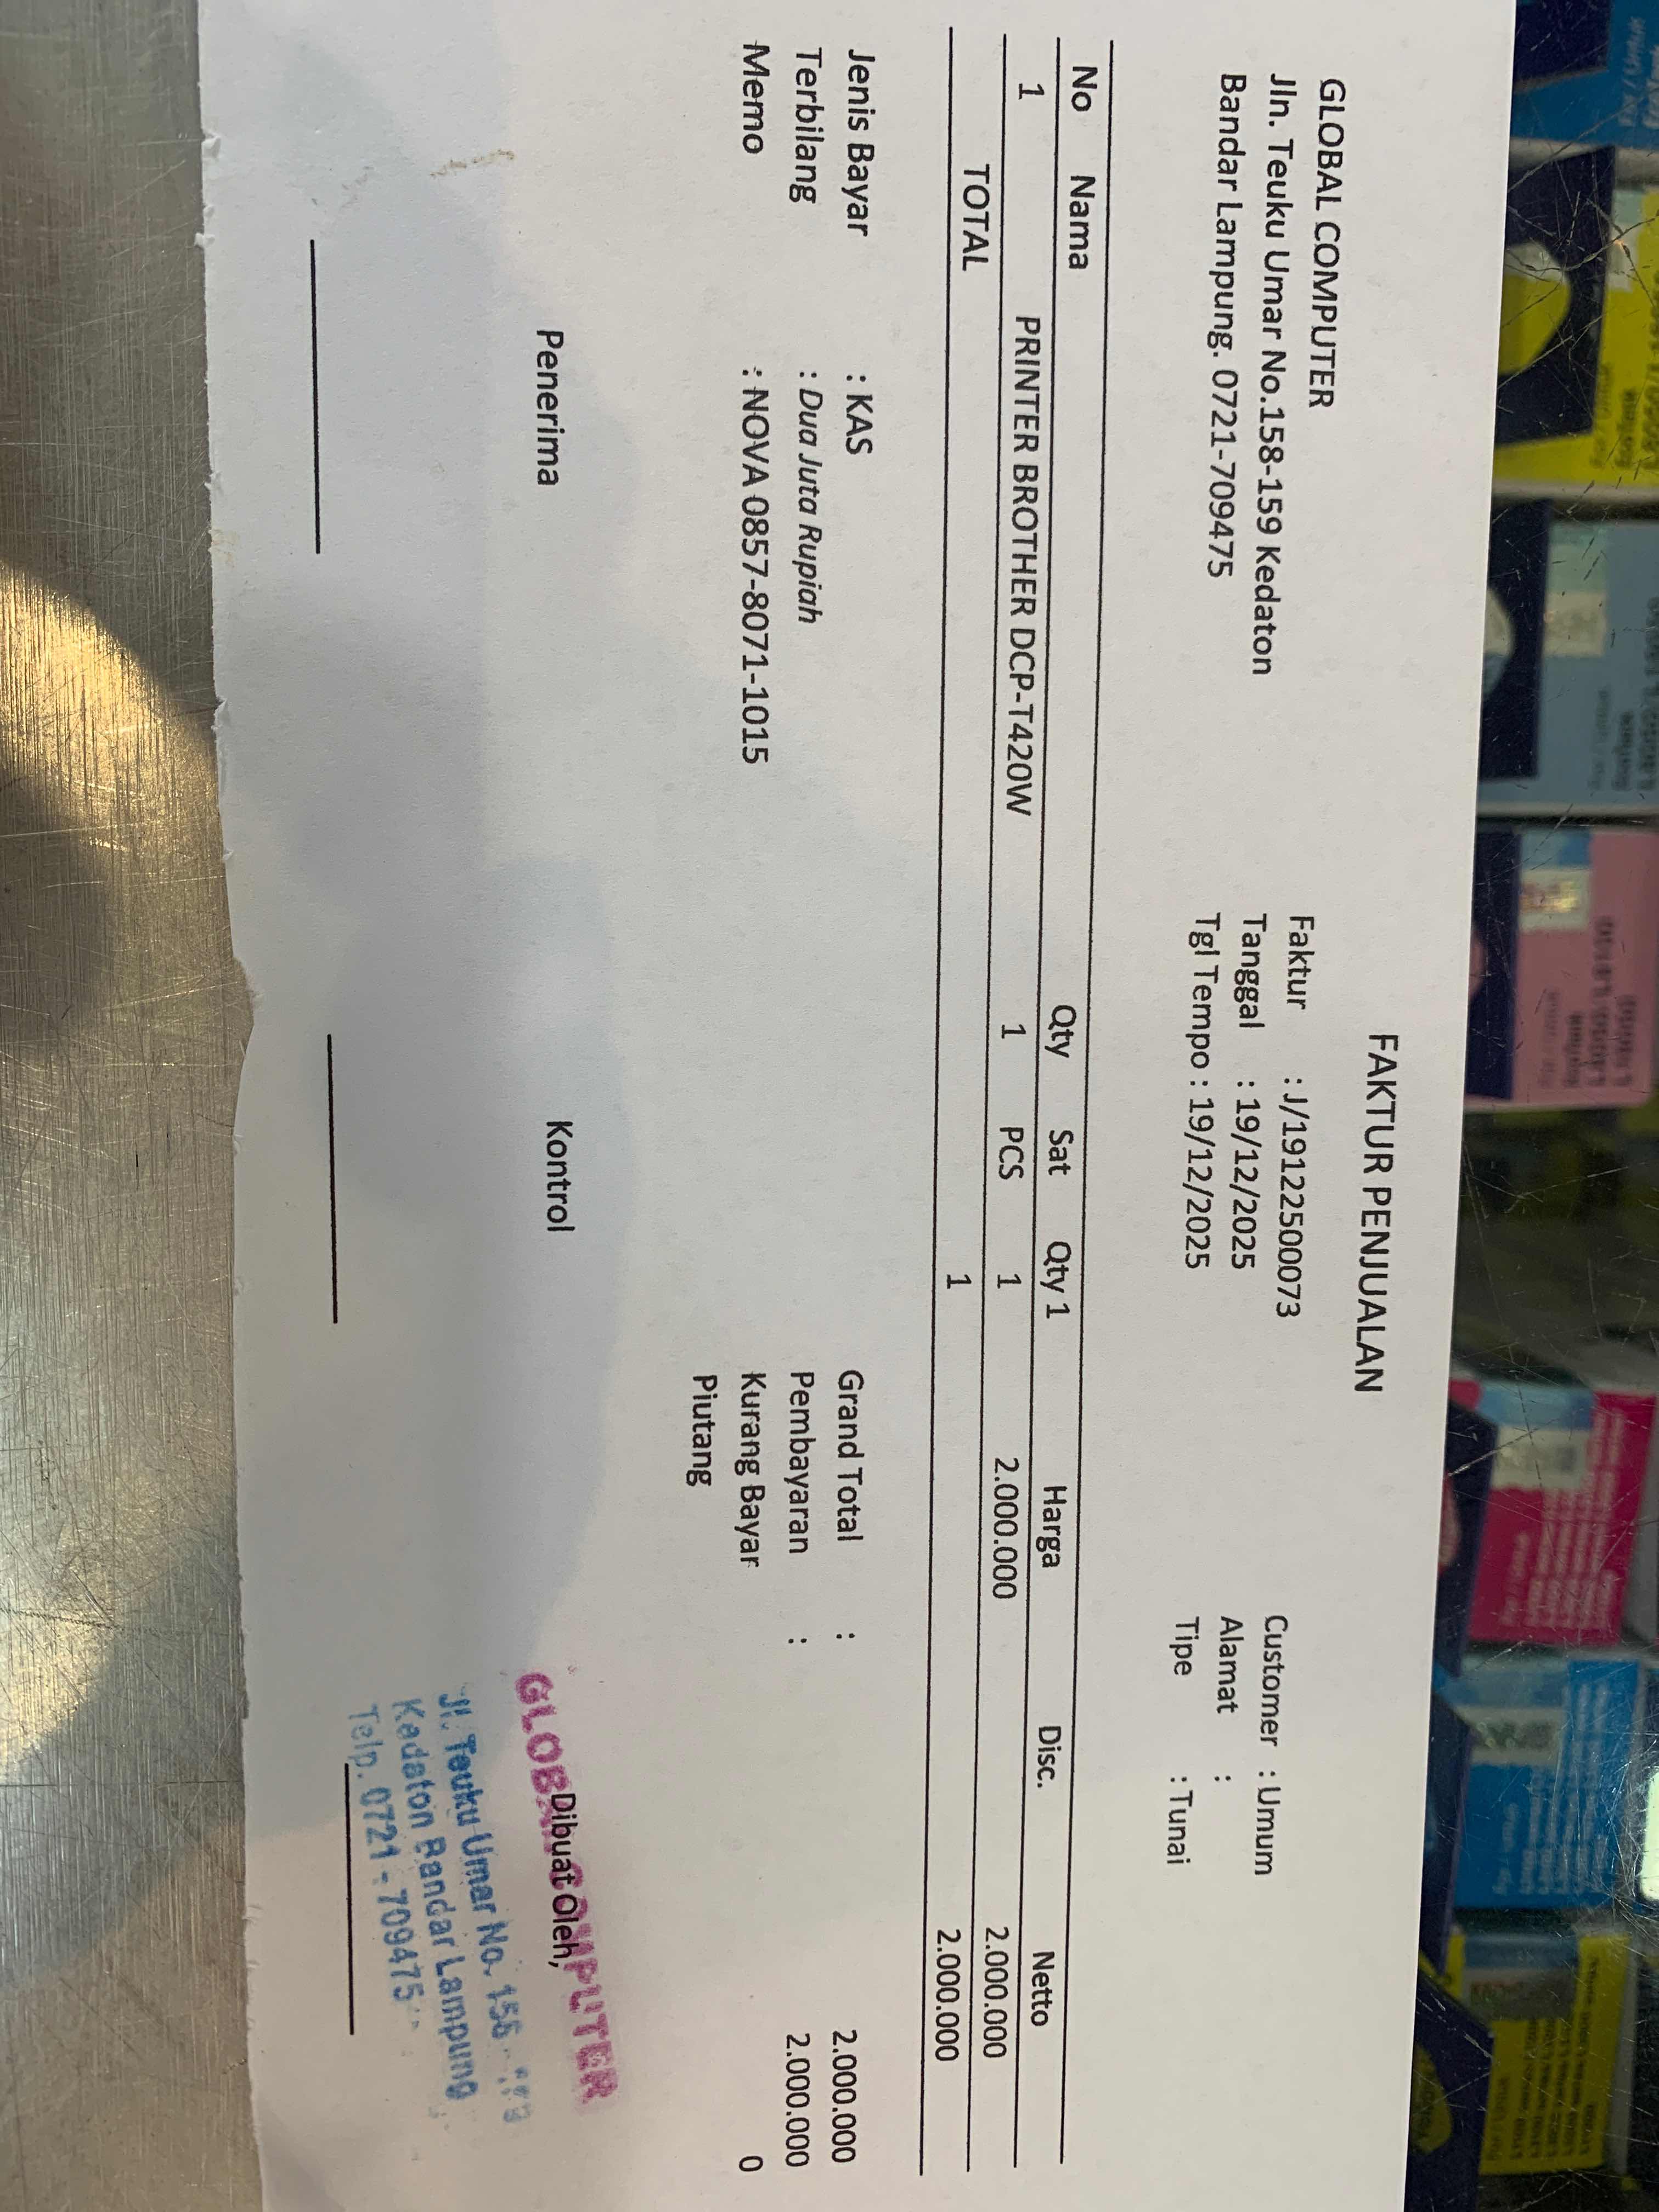 FAKTUR PENJUALAN
GLOBAL COMPUTER
Jln. Teuku Umar No.158-159 Kedaton
Bandar Lampung. 0721-709475
Faktur : J/19122500073
Tanggal : 19/12/2025
Tgl Tempo : 19/12/2025
Customer : Umum
Alamat :
Tipe : Tunai
No Nama Qty Sat Qty 1 Harga Disc. Netto
1 PRINTER BROTHER DCP-T420W 1 PCS 1 2.000.000 2.000.000
TOTAL 1 2.000.000
Jenis Bayar : KAS
Terbilang : Dua Juta Rupiah
Memo : NOVA 0857-8071-1015
Grand Total : 2.000.000
Pembayaran : 2.000.000
Kurang Bayar 0
Piutang
Penerima Kontrol Dibuat Oleh,
GLOBAL COMPUTER
Jl. Teuku Umar No.
Kedaton Bandar Lampung
Telp. 0721 - 709475